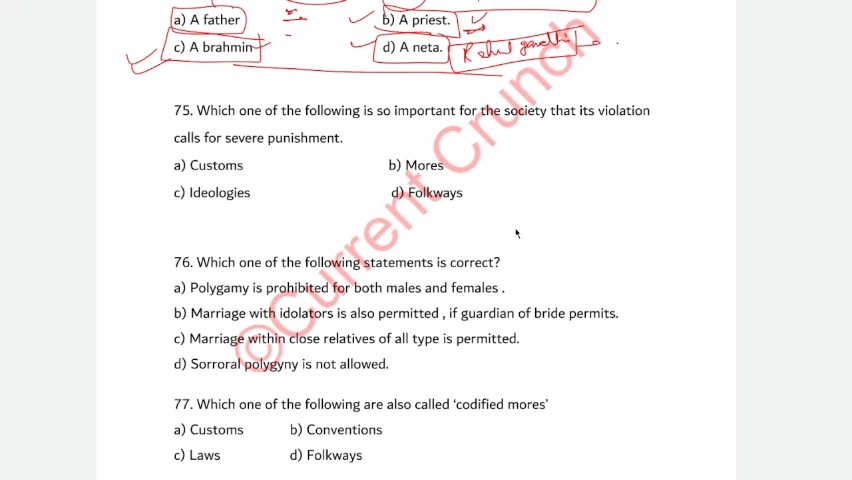 a) A father b) A priest.
c) A brahmin d) A neta. Rahul gandhi
75. Which one of the following is so important for the society that its violation
calls for severe punishment.
a) Customs b) Mores
c) Ideologies d) Folkways
76. Which one of the following statements is correct?
a) Polygamy is prohibited for both males and females .
b) Marriage with idolators is also permitted , if guardian of bride permits.
c) Marriage within close relatives of all type is permitted.
d) Sorroral polygyny is not allowed.
77. Which one of the following are also called ‘codified mores’
a) Customs b) Conventions
c) Laws d) Folkways
©Current Crunch